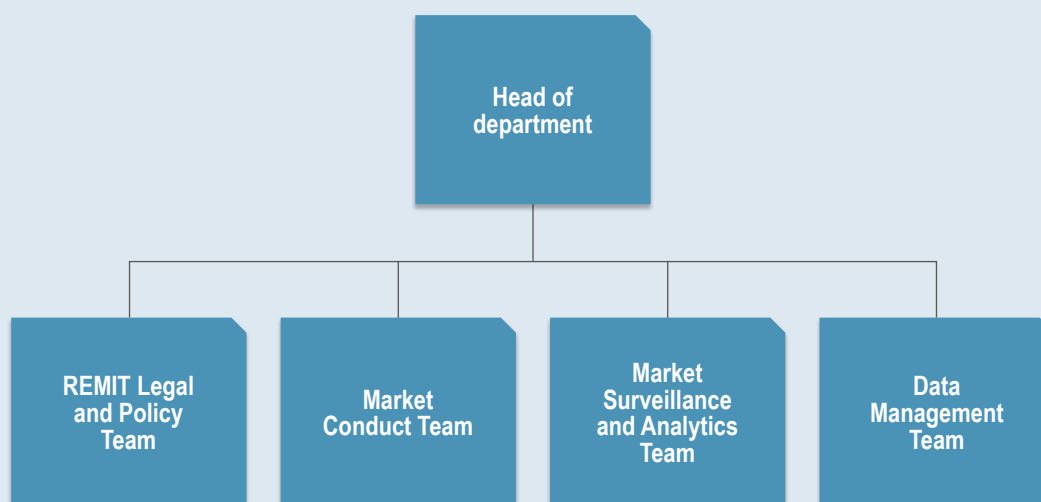 Head of
department
REMIT Legal
and Policy
Team
Market
Conduct Team
Market
Surveillance
and Analytics
Team
Data
Management
Team